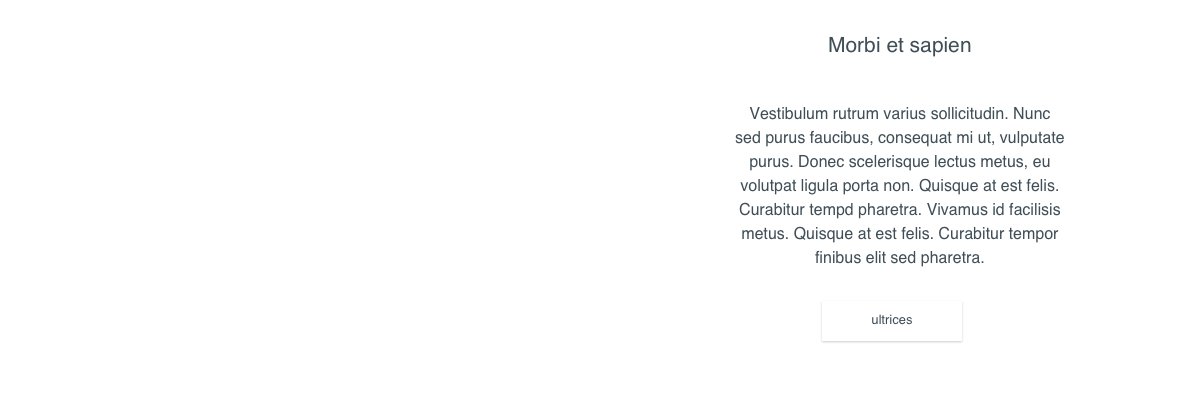 Morbi et sapien
Vestibulum rutrum varius sollicitudin. Nunc
sed purus faucibus, consequat mi ut, vulputate
purus. Donec scelerisque lectus metus, eu
volutpat ligula porta non. Quisque at est felis.
Curabitur tempd pharetra. Vivamus id facilisis
metus. Quisque at est felis. Curabitur tempor
finibus elit sed pharetra.
ultrices